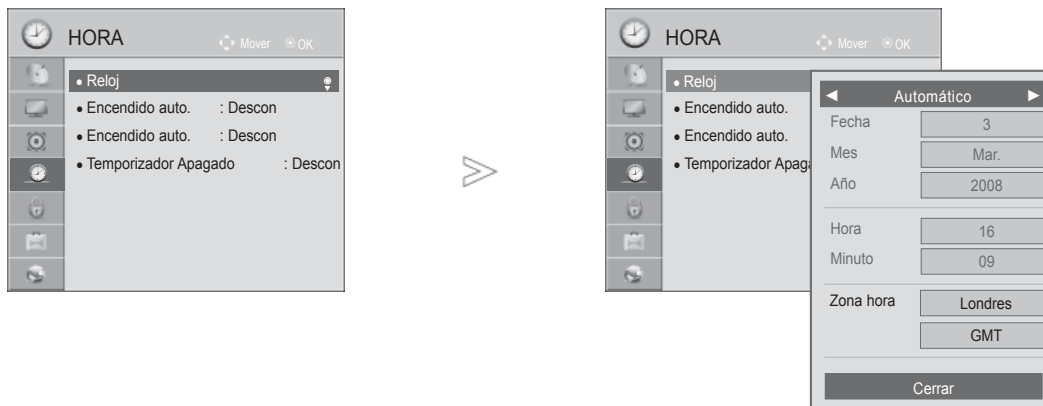 HORA
Mover OK
• Reloj
• Encendido auto. : Descon
• Encendido auto. : Descon
• Temporizador Apagado : Descon
HORA
Mover OK
• Reloj
• Encendido auto.
• Encendido auto.
• Temporizador Apaga
◄ Automático ►
Fecha 3
Mes Mar.
Año 2008
Hora 16
Minuto 09
Zona hora Londres
GMT
Cerrar